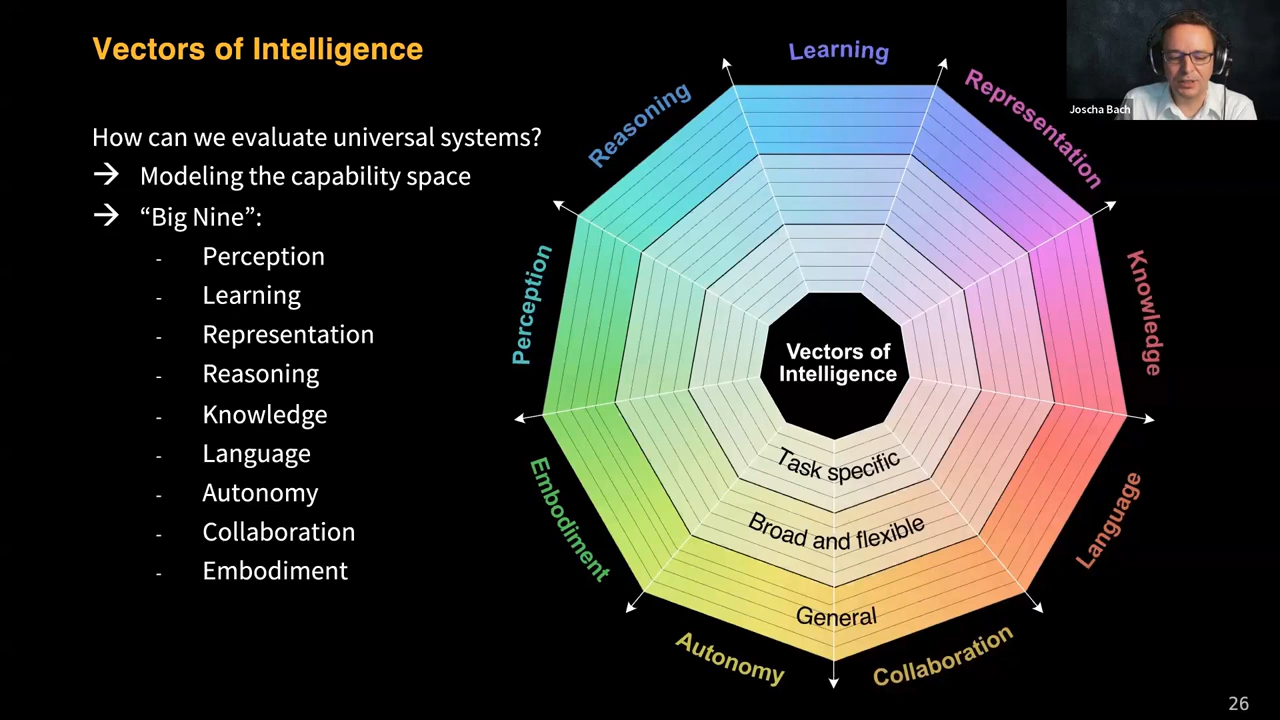 Vectors of Intelligence
How can we evaluate universal systems?
→ Modeling the capability space
→ “Big Nine”:
- Perception
- Learning
- Representation
- Reasoning
- Knowledge
- Language
- Autonomy
- Collaboration
- Embodiment
Learning
Representation
Knowledge
Language
Collaboration
Autonomy
Embodiment
Perception
Reasoning
Vectors of
Intelligence
Task specific
Broad and flexible
General
Joscha Bach
26